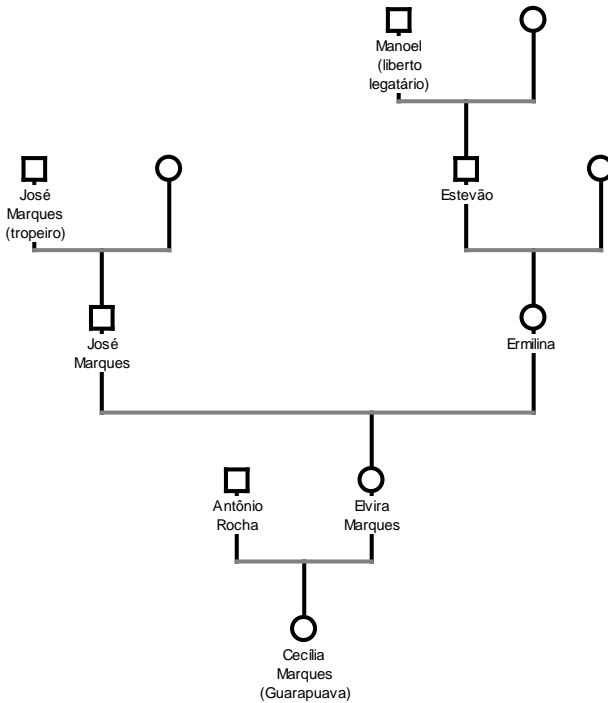 Manoel
(liberto
legatário)
José
Marques
(tropeiro)
Estevão
José
Marques
Ermilina
Antônio
Rocha
Elvira
Marques
Cecília
Marques
(Guarapuava)